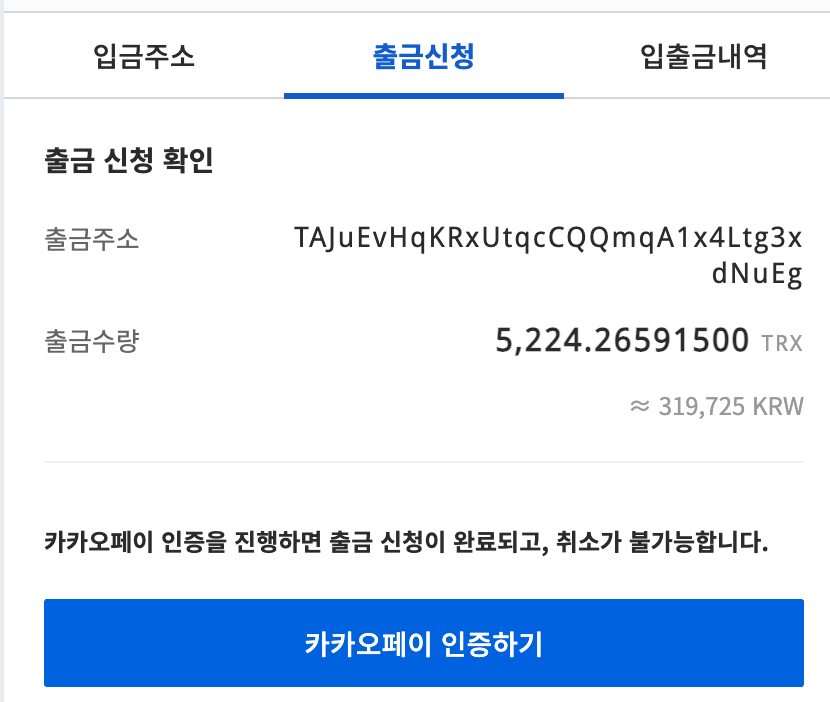 입금주소 출금신청 입출금내역
출금 신청 확인
출금주소 TAJuEvHqKRxUtqcCQQmqA1x4Ltg3x
dNuEg
출금수량 5,224.26591500 TRX
≈ 319,725 KRW
카카오페이 인증을 진행하면 출금 신청이 완료되고, 취소가 불가능합니다.
카카오페이 인증하기